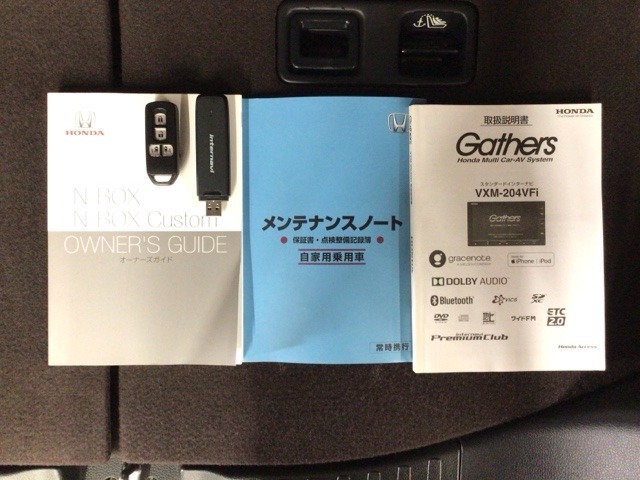 HONDA
N-BOX
N-BOX Custom
OWNER'S GUIDE
オーナーズガイド
internavi
メンテナンスノート
保証書・点検整備記録簿
自家用乗用車
常時携行
HONDA
取扱説明書
Gathers
Honda Multi Car-AV System
スタンダードインターナビ
VXM-204VFi
Gathers
gracenote
iPhone | iPod
DOLBY AUDIO
Bluetooth
SD XC
DVD
ワイドFM
ETC 2.0
internavi
PremiumClub
Honda Access